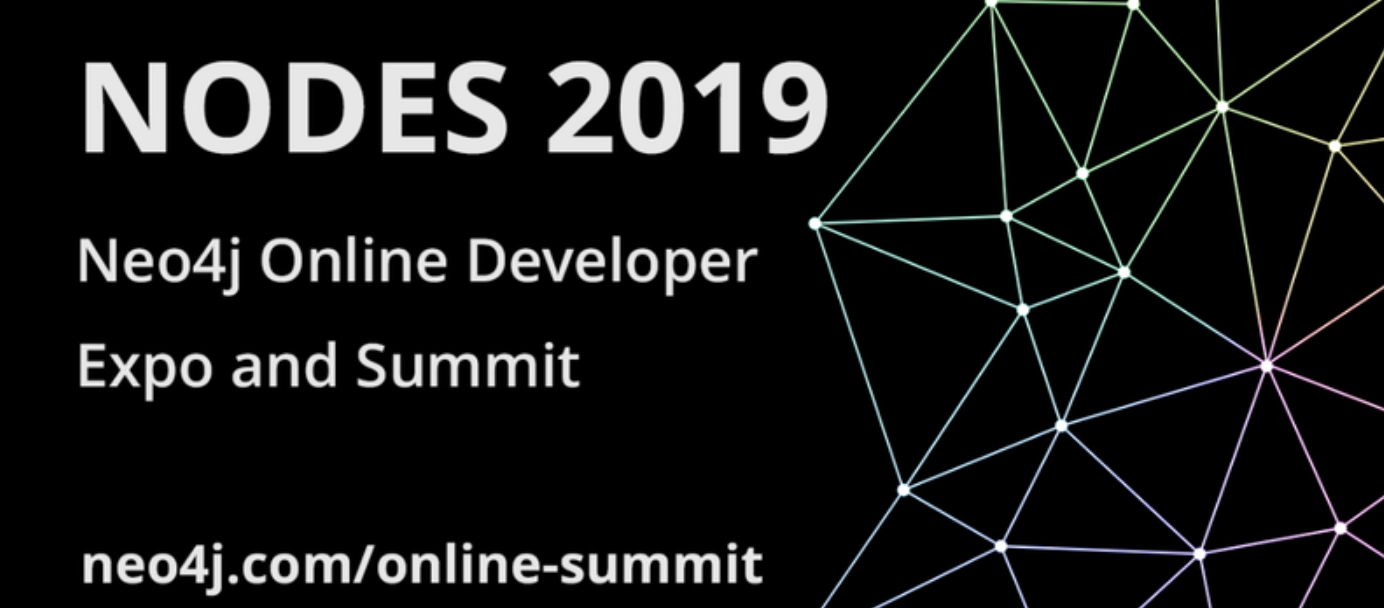 NODES 2019
Neo4j Online Developer
Expo and Summit
neo4j.com/online-summit